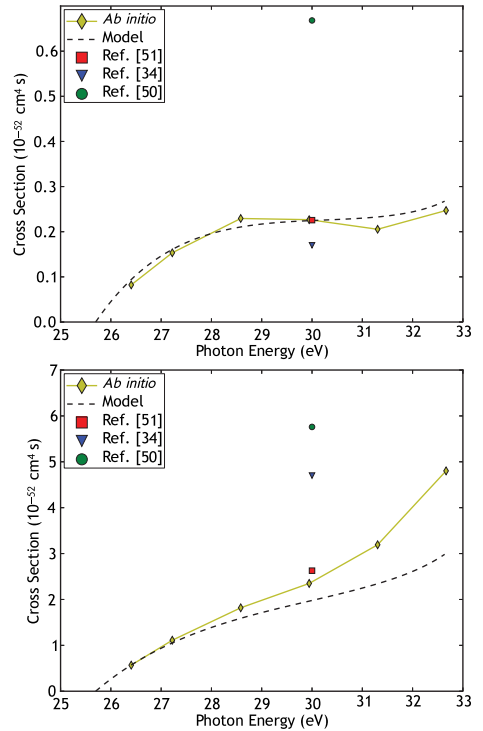 0.6
0.5
0.4
0.3
0.2
0.1
0.0
Cross Section (10⁻⁵² cm⁴ s)
Ab initio
Model
Ref. [51]
Ref. [34]
Ref. [50]
25 26 27 28 29 30 31 32 33
Photon Energy (eV)
7
6
5
4
3
2
1
0
Cross Section (10⁻⁵² cm⁴ s)
Ab initio
Model
Ref. [51]
Ref. [34]
Ref. [50]
25 26 27 28 29 30 31 32 33
Photon Energy (eV)